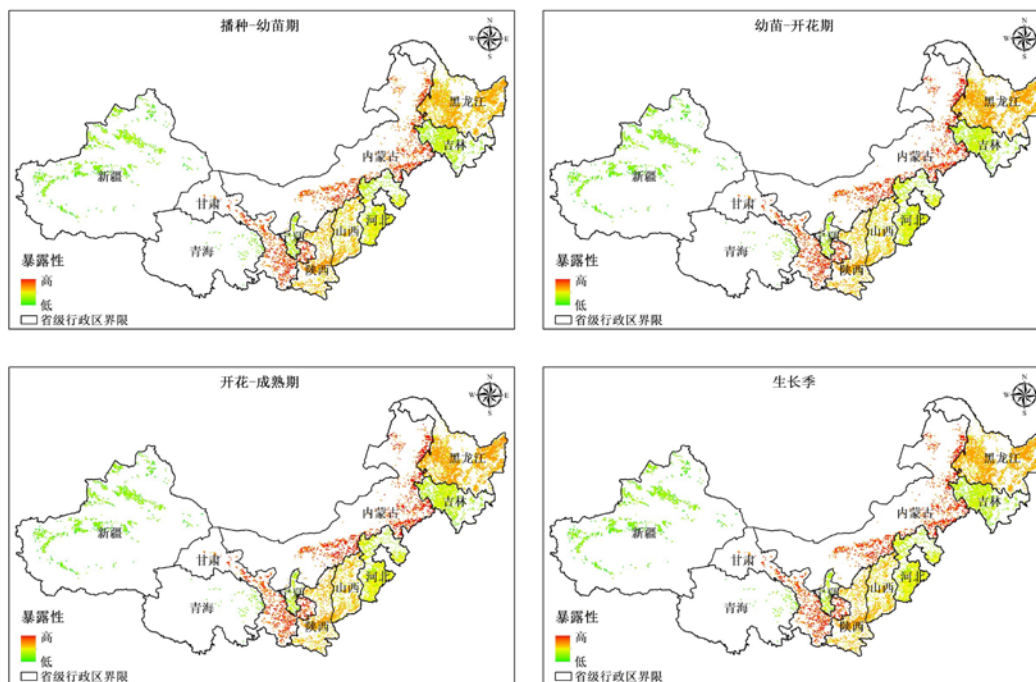 播种-幼苗期
N
W E
S
黑龙江
吉林
内蒙古
新疆
甘肃
河北
山西
青海
陕西
暴露性
高
低
省级行政区界限
幼苗-开花期
N
W E
S
黑龙江
吉林
内蒙古
新疆
甘肃
河北
山西
青海
陕西
暴露性
高
低
省级行政区界限
开花-成熟期
N
W E
S
黑龙江
吉林
内蒙古
新疆
甘肃
河北
山西
青海
陕西
暴露性
高
低
省级行政区界限
生长季
N
W E
S
黑龙江
吉林
内蒙古
新疆
甘肃
河北
山西
青海
陕西
暴露性
高
低
省级行政区界限